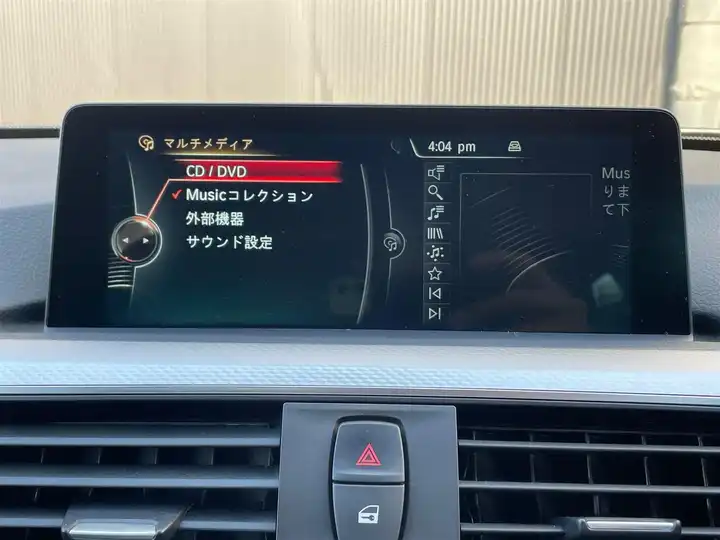 マルチメディア
CD / DVD
Musicコレクション
外部機器
サウンド設定
4:04 pm
Mus
りま
て下